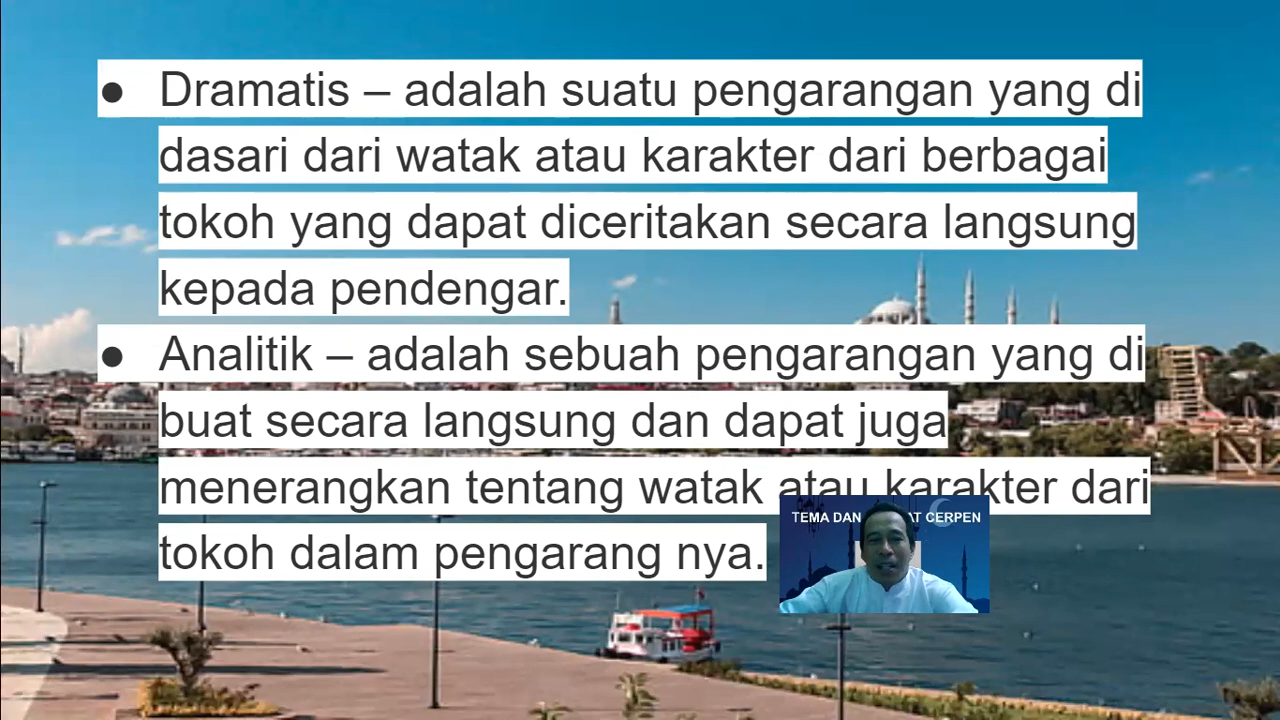 ● Dramatis – adalah suatu pengarangan yang di
dasari dari watak atau karakter dari berbagai
tokoh yang dapat diceritakan secara langsung
kepada pendengar.
● Analitik – adalah sebuah pengarangan yang di
buat secara langsung dan dapat juga
menerangkan tentang watak atau karakter dari
tokoh dalam pengarang nya.
TEMA DAN CERPEN